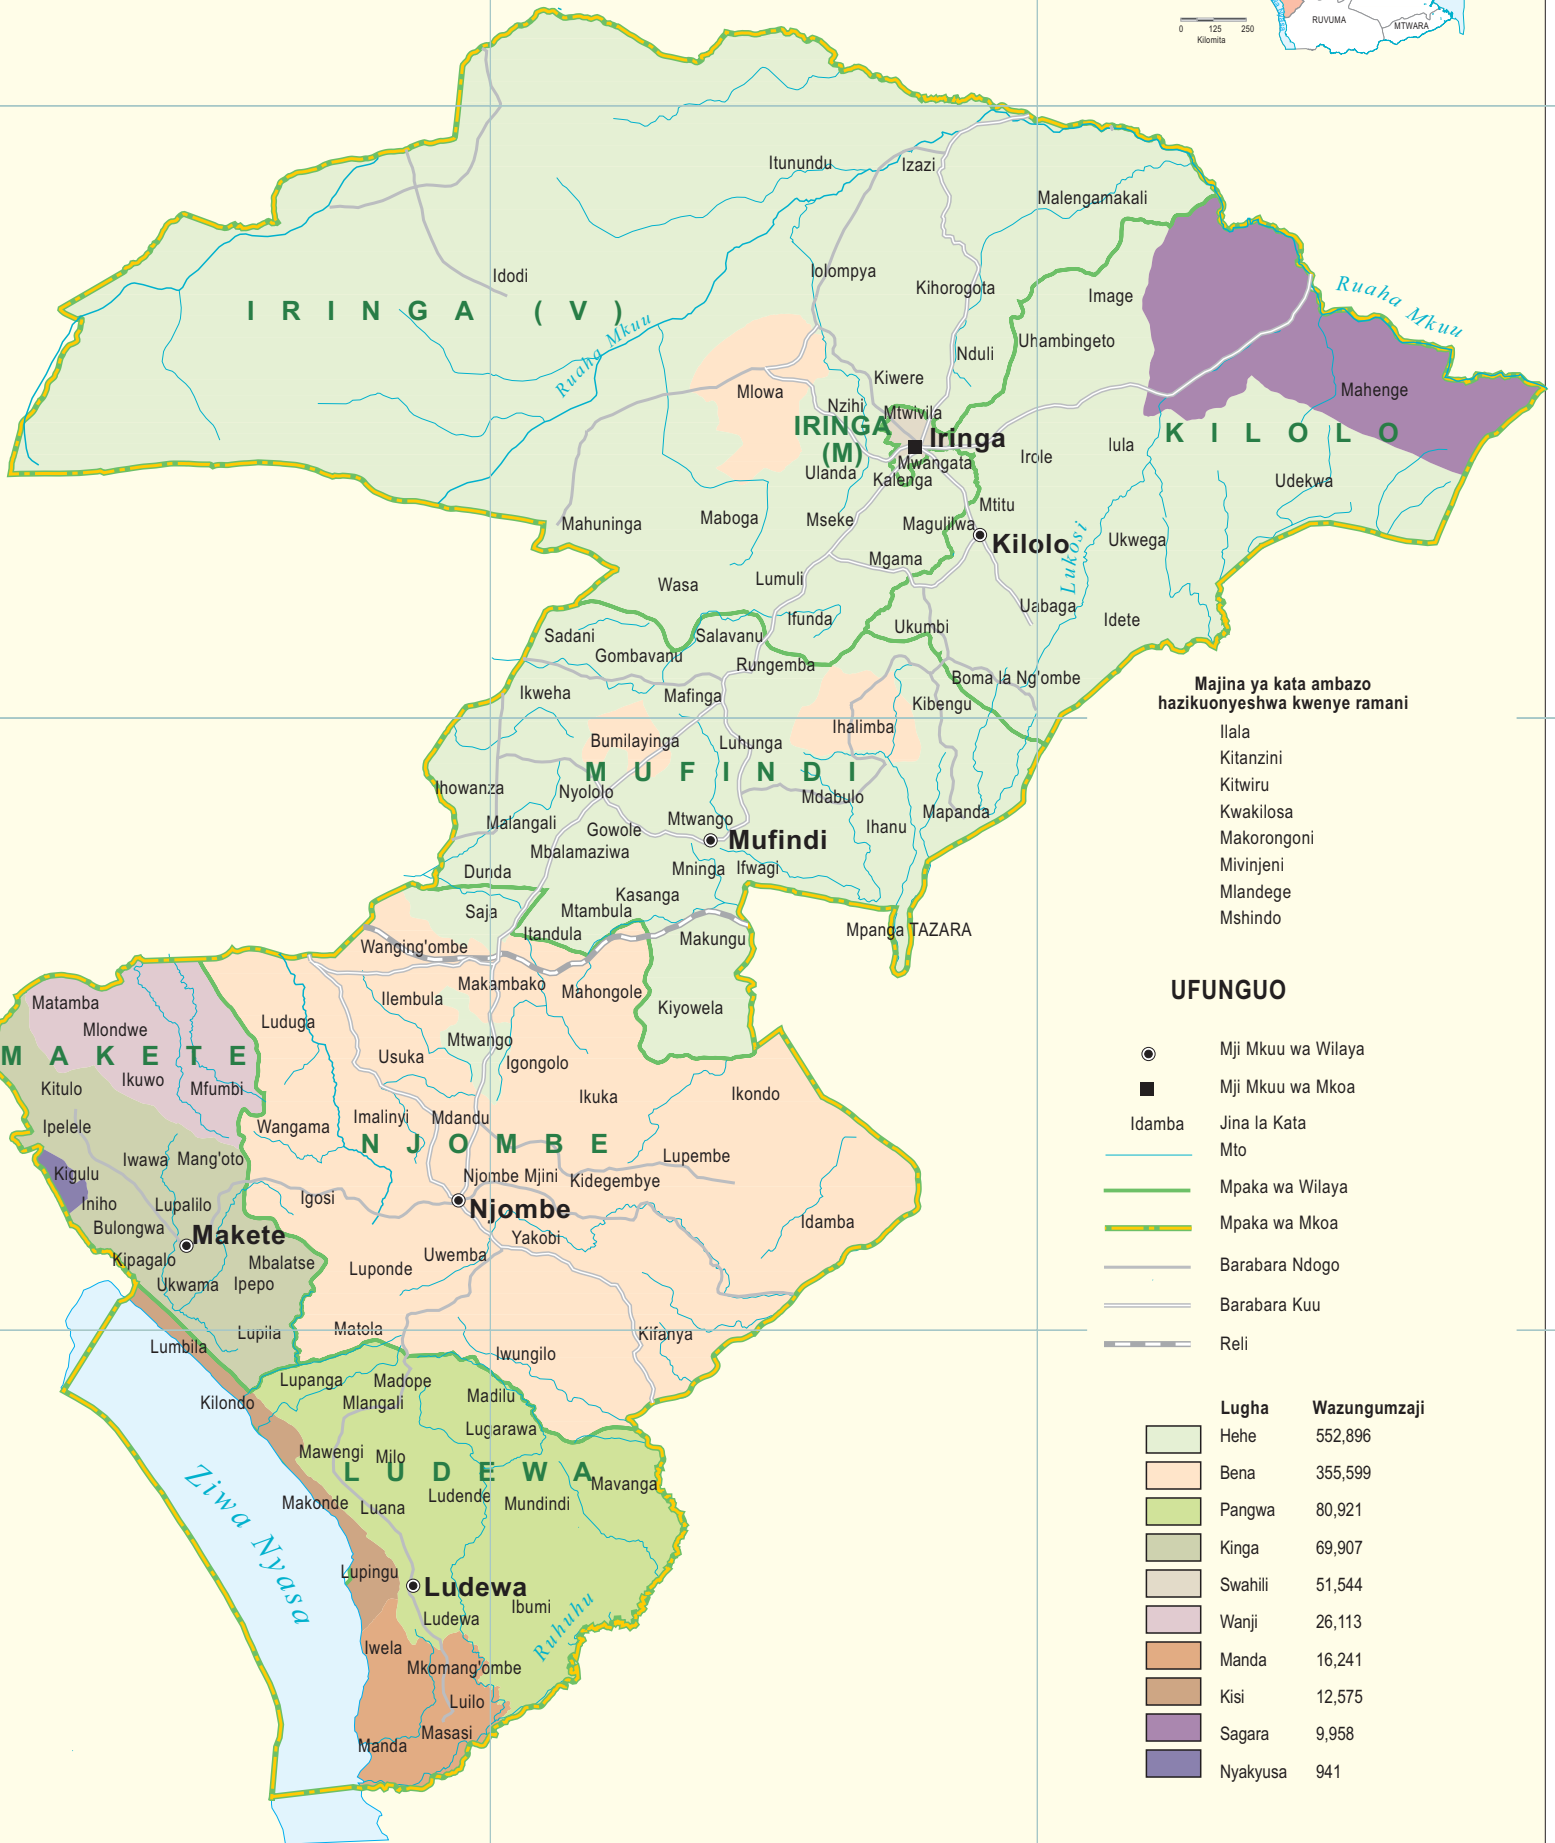 RUVUMA
MTWARA
0 125 250
Kilomita
Itunundu
Izazi
Malengamakali
Idodi
Iolompya
Kihorogota
Image
Ruaha Mkuu
IRINGA (V)
Ruaha Mkuu
Uhambingeto
Nduli
Kiwere
Mlowa
Mahenge
Nzihi
Mtwivila
IRINGA
(M)
Iringa
KILOLO
Irole
Iula
Mwangata
Ulanda
Kalenga
Udekwa
Mtitu
Mahuninga
Maboga
Mseke
Magulilwa
Kilolo
Lukosi
Ukwega
Mgama
Wasa
Lumuli
Uabaga
Idete
Ifunda
Ukumbi
Sadani
Salavanu
Gombavanu
Rungemba
Boma la Ng'ombe
Ikweha
Mafinga
Kibengu
Ihalimba
Bumilayinga
Luhunga
MUFINDI
Ihowanza
Nyololo
Mdabulo
Mapanda
Malangali
Gowole
Mtwango
Ihanu
Mufindi
Mbalamaziwa
Dunda
Mninga
Ifwagi
Kasanga
Saja
Mtambula
Itandula
Makungu
Mpanga TAZARA
Wanging'ombe
Makambako
Ilembula
Mahongole
Kiyowela
Matamba
Mlondwe
Luduga
Mtwango
MAKETE
Usuka
Igongolo
Ikuwo
Kitulo
Mfumbi
Ikuka
Ikondo
Ipelele
Wangama
Imalinyi
Mdandu
NJOMBE
Iwawa
Mang'oto
Lupembe
Kigulu
Njombe Mjini
Kidegembye
Iniho
Lupalilo
Igosi
Njombe
Idamba
Bulongwa
Makete
Yakobi
Kipagalo
Mbalatse
Uwemba
Luponde
Ukwama
Ipepo
Lupila
Matola
Kifanya
Lumbila
Iwungilo
Lupanga
Madope
Kilondo
Mlangali
Madilu
Lugarawa
Mawengi
Milo
LUDEWA
Mavanga
Ziwa Nyasa
Makonde
Luana
Ludende
Mundindi
Lupingu
Ludewa
Ibumi
Ludewa
Ruhuhu
Iwela
Mkomang'ombe
Luilo
Masasi
Manda
Majina ya kata ambazo
hazikuonyeshwa kwenye ramani
Ilala
Kitanzini
Kitwiru
Kwakilosa
Makorongoni
Mivinjeni
Mlandege
Mshindo
UFUNGUO
Mji Mkuu wa Wilaya
Mji Mkuu wa Mkoa
Idamba Jina la Kata
Mto
Mpaka wa Wilaya
Mpaka wa Mkoa
Barabara Ndogo
Barabara Kuu
Reli
Lugha Wazungumzaji
Hehe 552,896
Bena 355,599
Pangwa 80,921
Kinga 69,907
Swahili 51,544
Wanji 26,113
Manda 16,241
Kisi 12,575
Sagara 9,958
Nyakyusa 941